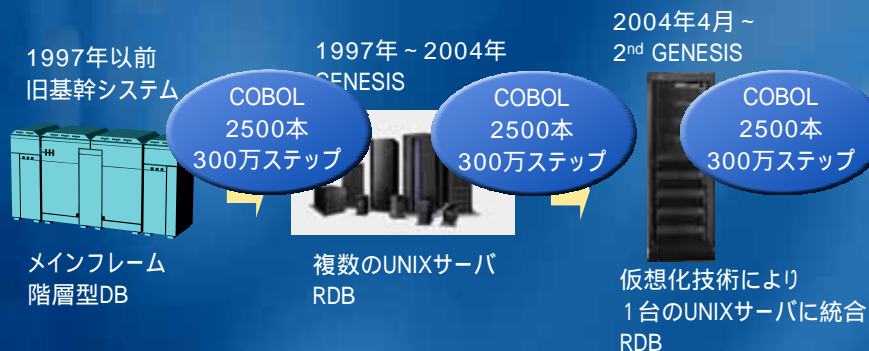 1997年以前
旧基幹システム
COBOL
2500本
300万ステップ
メインフレーム
階層型DB
1997年~2004年
GENESIS
COBOL
2500本
300万ステップ
複数のUNIXサーバ
RDB
2004年4月~
2nd GENESIS
COBOL
2500本
300万ステップ
仮想化技術により
1台のUNIXサーバに統合
RDB